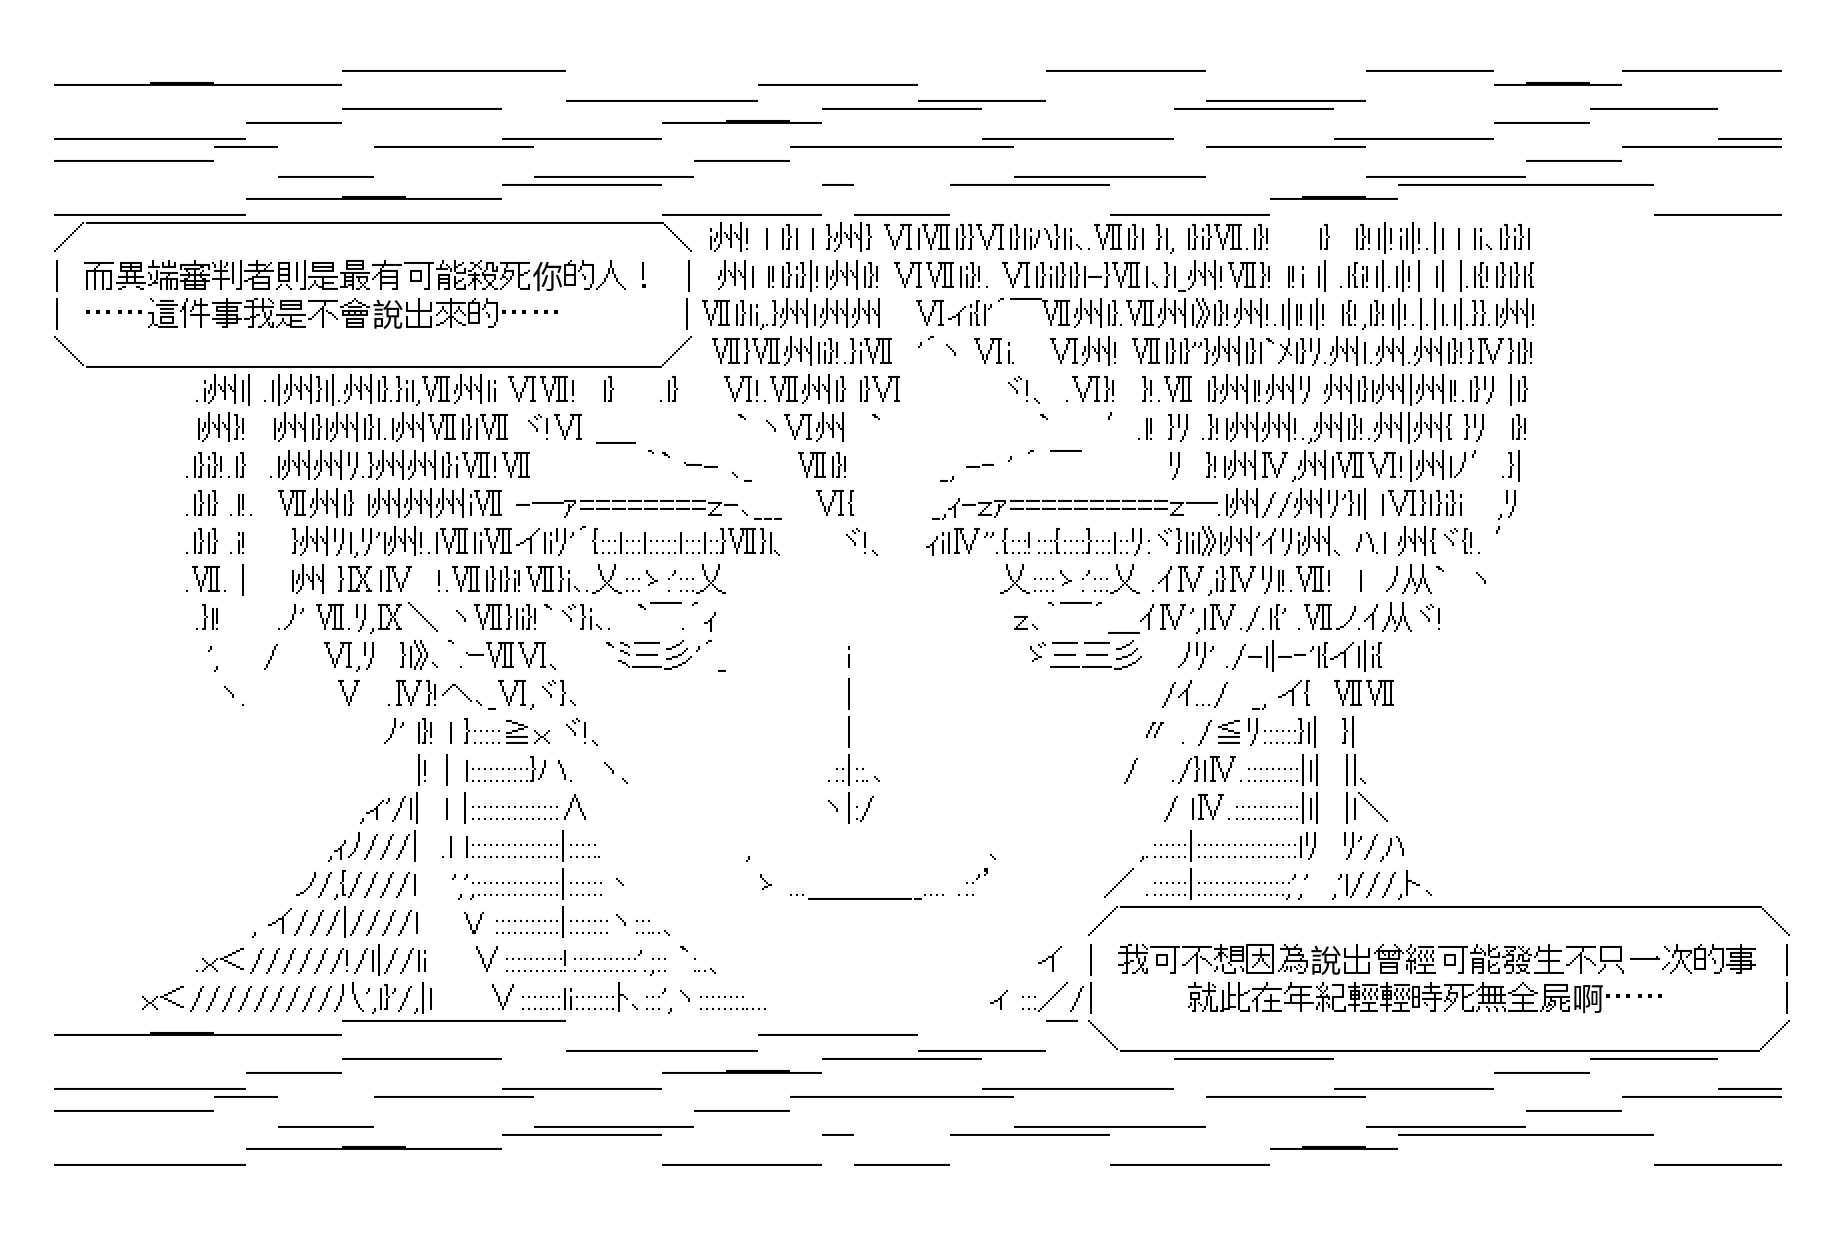 而異端審判者則是最有可能殺死你的人！
……這件事我是不會說出來的……
我可不想因為說出曾經可能發生不只一次的事
就此在年紀輕輕時死無全屍啊……